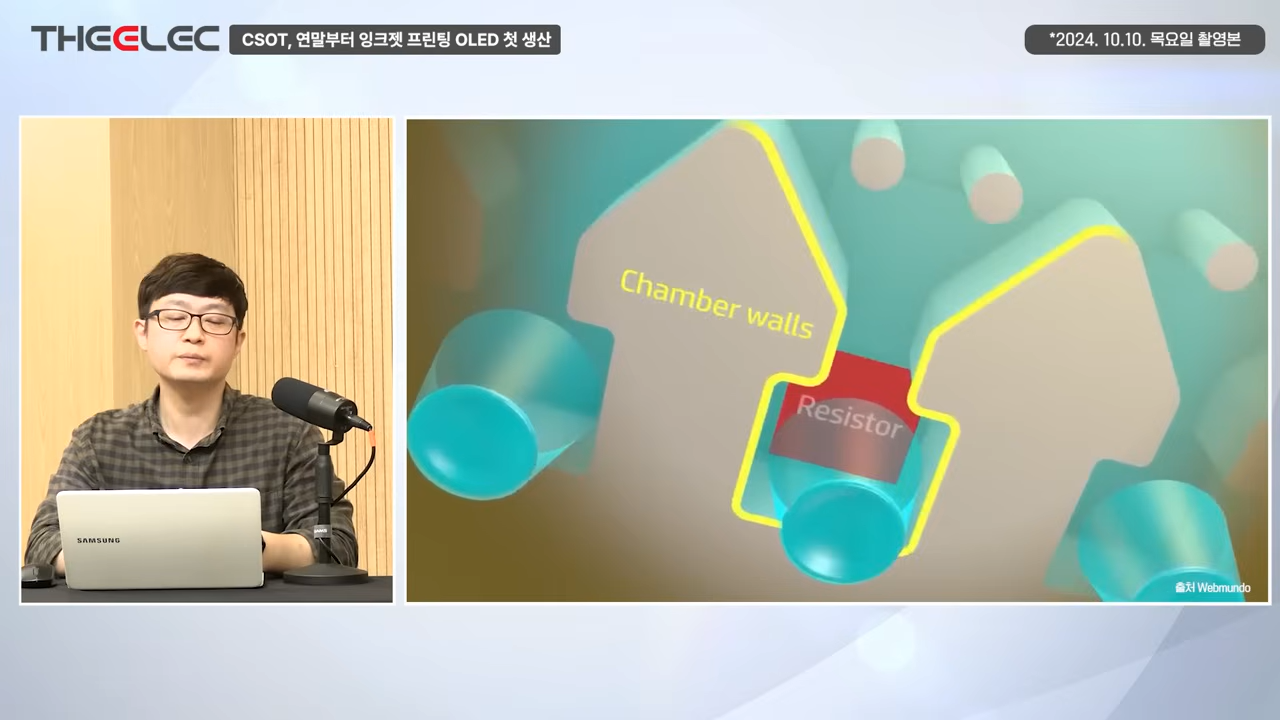 THEELEC
CSOT, 연말부터 잉크젯 프린팅 OLED 첫 생산
*2024. 10.10. 목요일 촬영본
Chamber walls
Resistor
SAMSUNG
출처 Webmundo